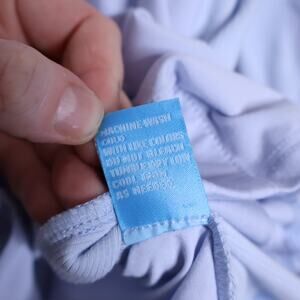 MACHINE WASH
COLD
WITH LIKE COLORS
DO NOT BLEACH
TUMBLE DRY LOW
COOL IRON
AS NEEDED